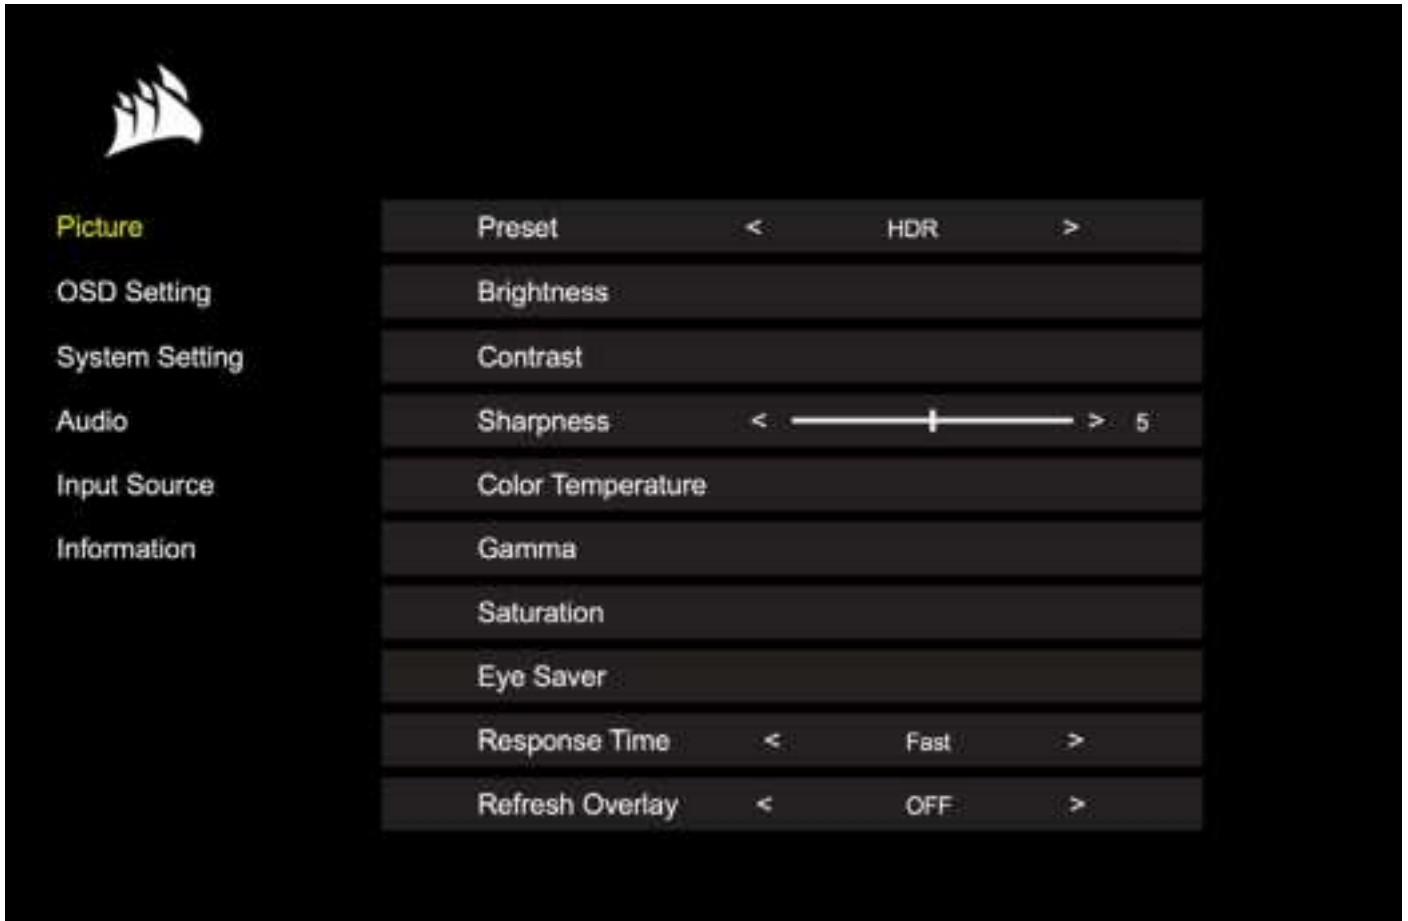 Picture
OSD Setting
System Setting
Audio
Input Source
Information
Preset < HDR >
Brightness
Contrast
Sharpness < > 5
Color Temperature
Gamma
Saturation
Eye Saver
Response Time < Fast >
Refresh Overlay < OFF >